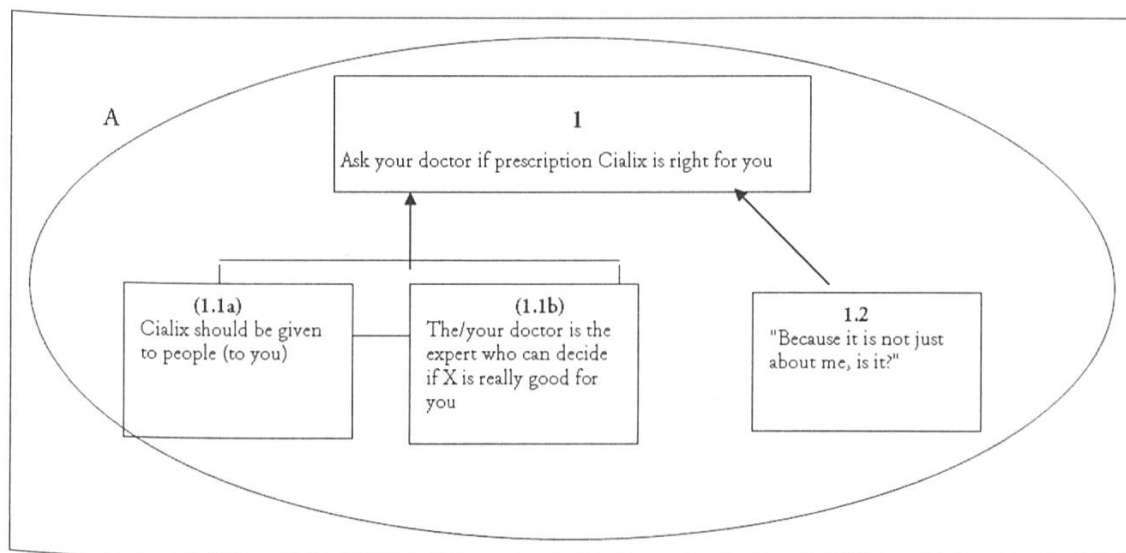 A
1
Ask your doctor if prescription Cialix is right for you
(1.1a)
Cialix should be given
to people (to you)
(1.1b)
The/your doctor is the
expert who can decide
if X is really good for
you
1.2
"Because it is not just
about me, is it?"